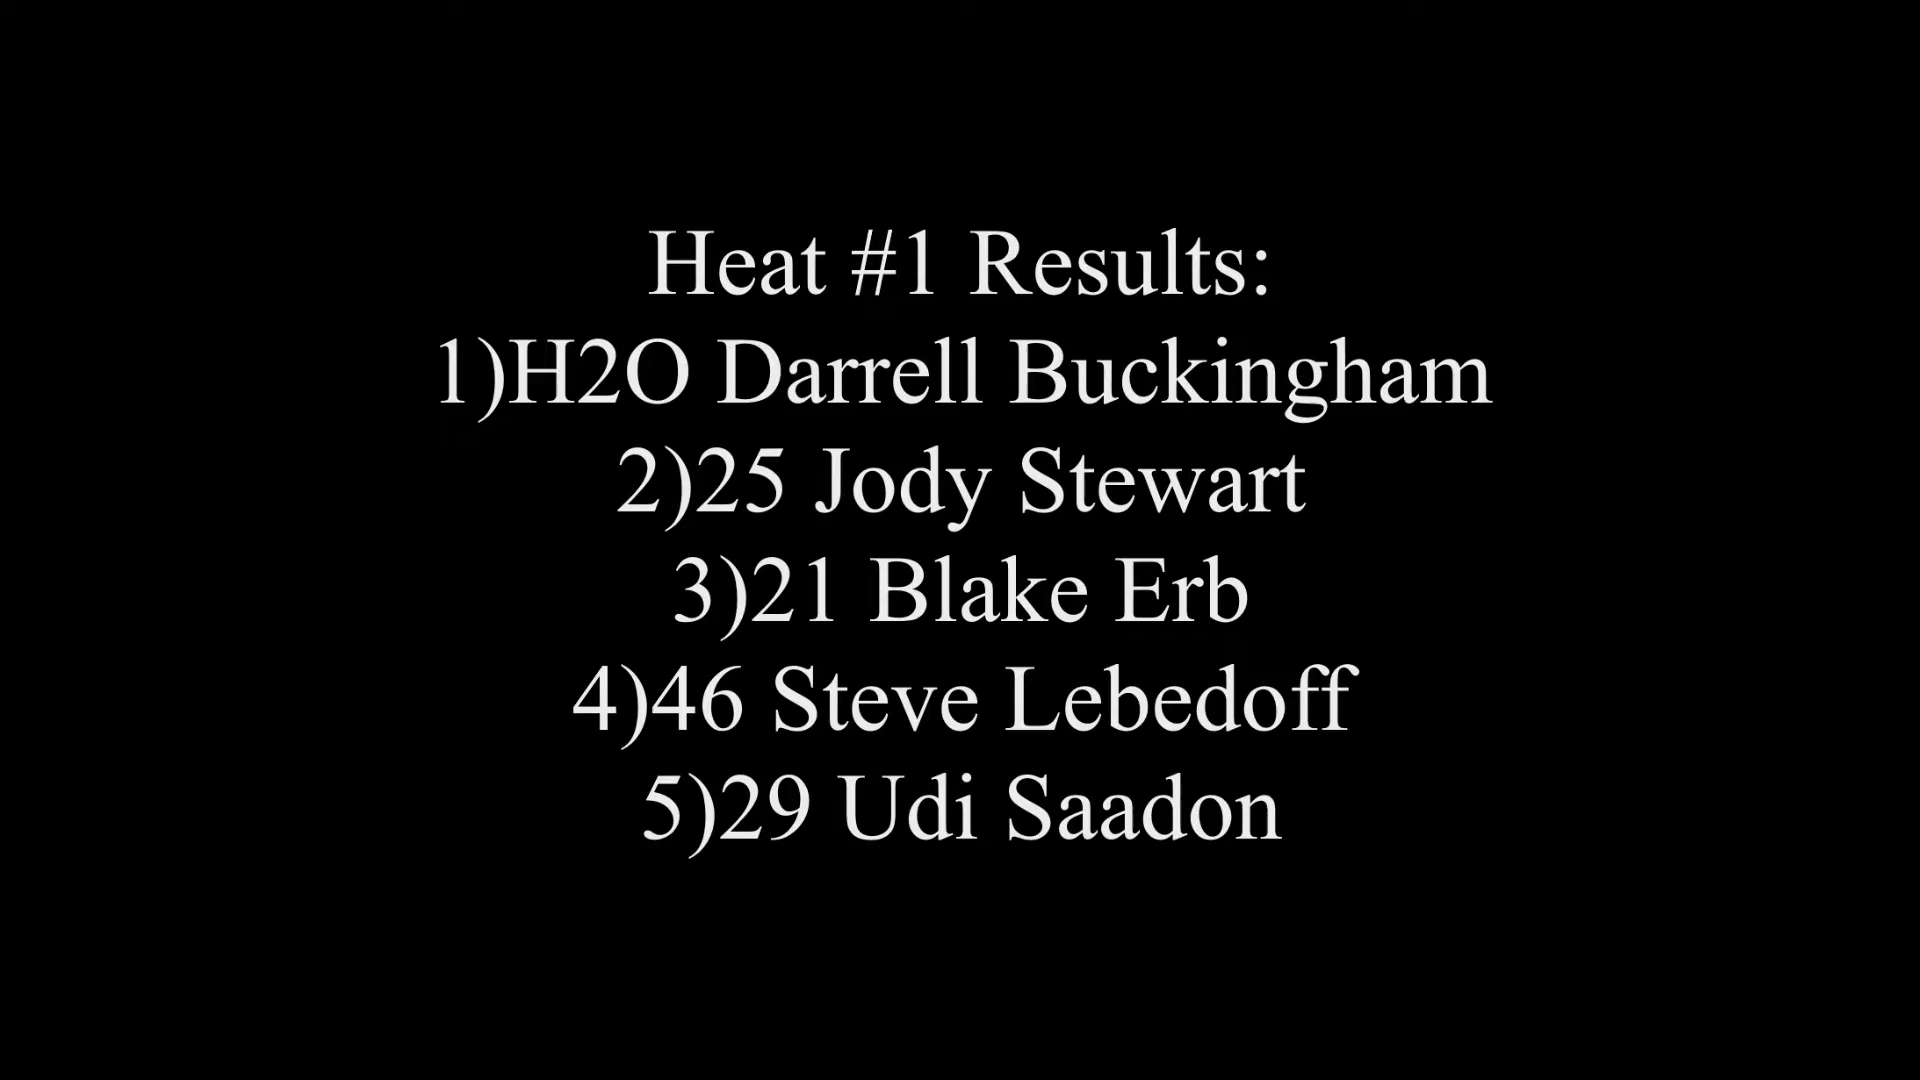 Heat #1 Results:
1)H2O Darrell Buckingham
2)25 Jody Stewart
3)21 Blake Erb
4)46 Steve Lebedoff
5)29 Udi Saadon